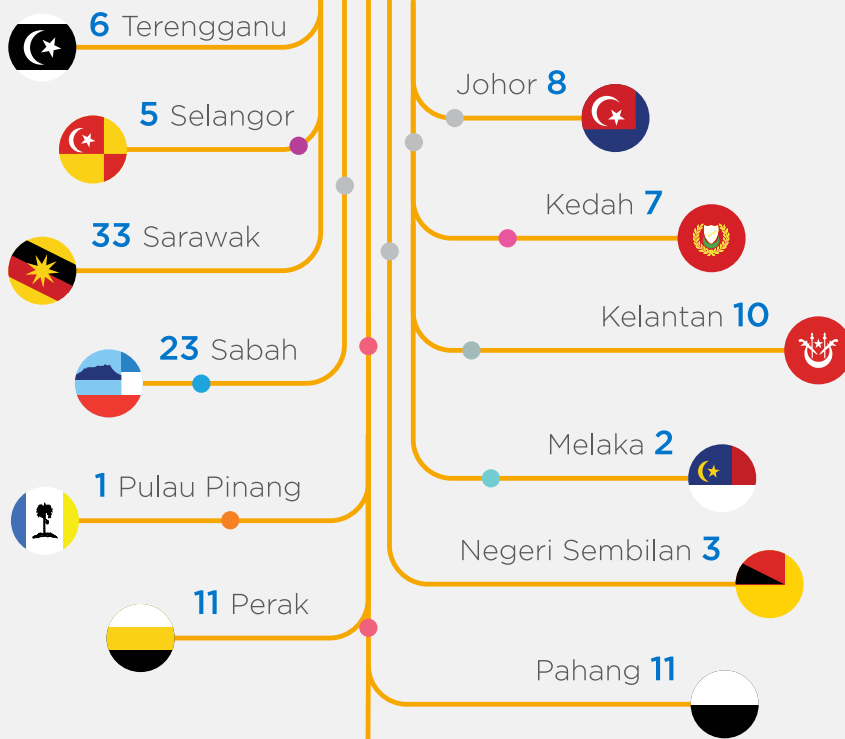 6 Terengganu
5 Selangor
33 Sarawak
23 Sabah
1 Pulau Pinang
11 Perak
Johor 8
Kedah 7
Kelantan 10
Melaka 2
Negeri Sembilan 3
Pahang 11